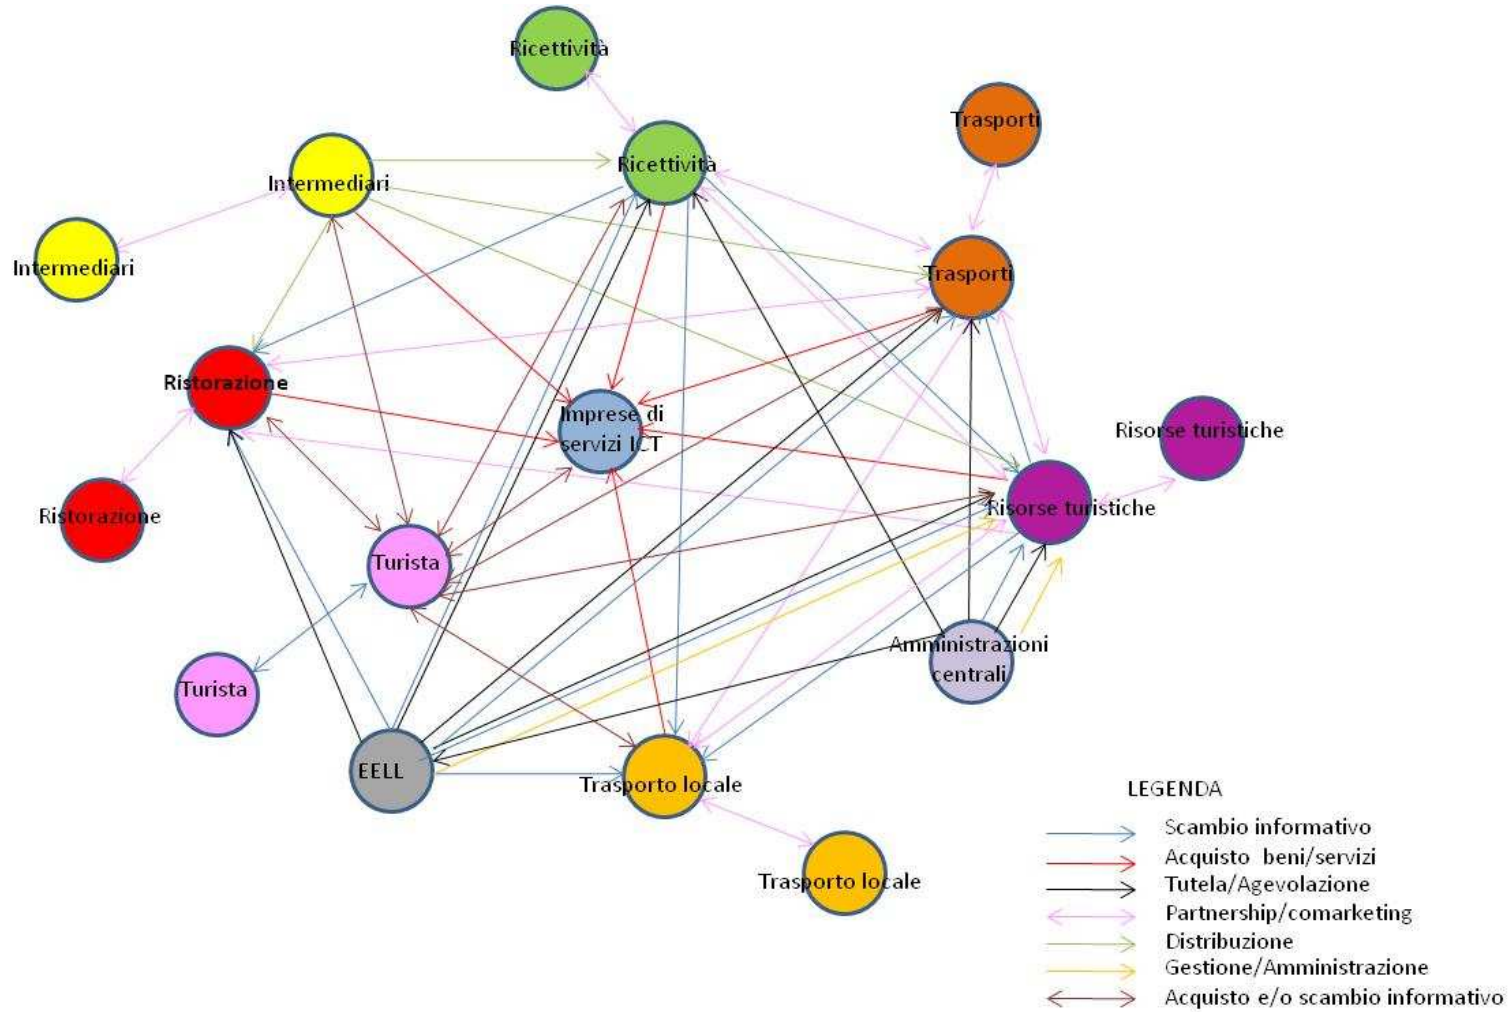 Ricettività
Trasporti
Ricettività
Intermediari
Intermediari
Trasporti
Ristorazione
Imprese di
servizi ICT
Risorse turistiche
Risorse turistiche
Ristorazione
Turista
Amministrazioni
centrali
Turista
EELL
Trasporto locale
Trasporto locale
LEGENDA
Scambio informativo
Acquisto beni/servizi
Tutela/Agevolazione
Partnership/comarketing
Distribuzione
Gestione/Amministrazione
Acquisto e/o scambio informativo